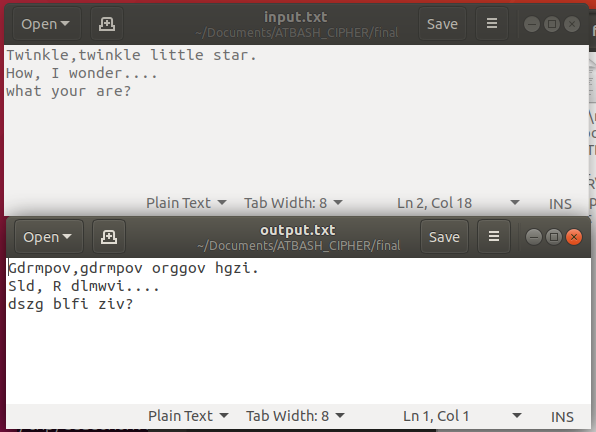 Open
input.txt
~/Documents/ATBASH_CIPHER/final
Save
Twinkle,twinkle little star.
How, I wonder....
what your are?
Plain Text Tab Width: 8 Ln 2, Col 18 INS
Open
output.txt
~/Documents/ATBASH_CIPHER/final
Save
Gdrmpov,gdrmpov orggov hgzi.
Sld, R dlmwvi....
dszg blfi ziv?
Plain Text Tab Width: 8 Ln 1, Col 1 INS